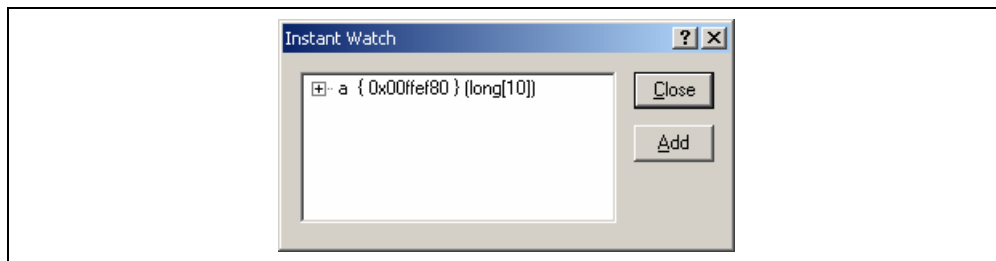 Instant Watch
a { 0x00ffef80 } (long[10])
Close
Add